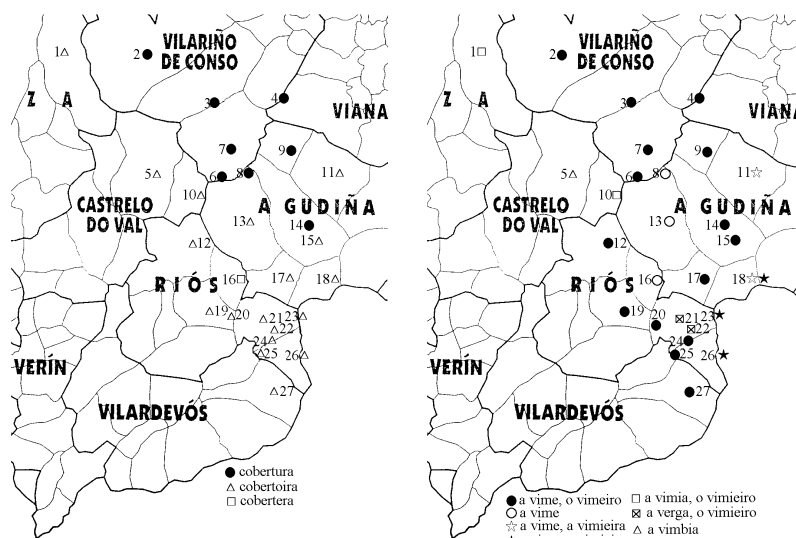 VILARIÑO
DE CONSO
1
2
3
4
Z A
VIANA
7
9
5
6
8
11
10
CASTRELO
DO VAL
A GUDIÑA
13
14
12
15
RIÓS
16
17
18
19
20
21
23
22
24
25
26
VERÍN
27
VILARDEVÓS
cobertura
cobertoira
cobertera
VILARIÑO
DE CONSO
1
2
3
4
Z A
VIANA
7
9
5
6
8
11
10
CASTRELO
DO VAL
A GUDIÑA
13
14
12
15
RIÓS
16
17
18
19
20
21
23
22
24
25
26
VERÍN
27
VILARDEVÓS
a vime, o vimeiro
a vime
a vime, a vimieira
a vimia, o vimieiro
a verga, o vimieiro
a vimbia